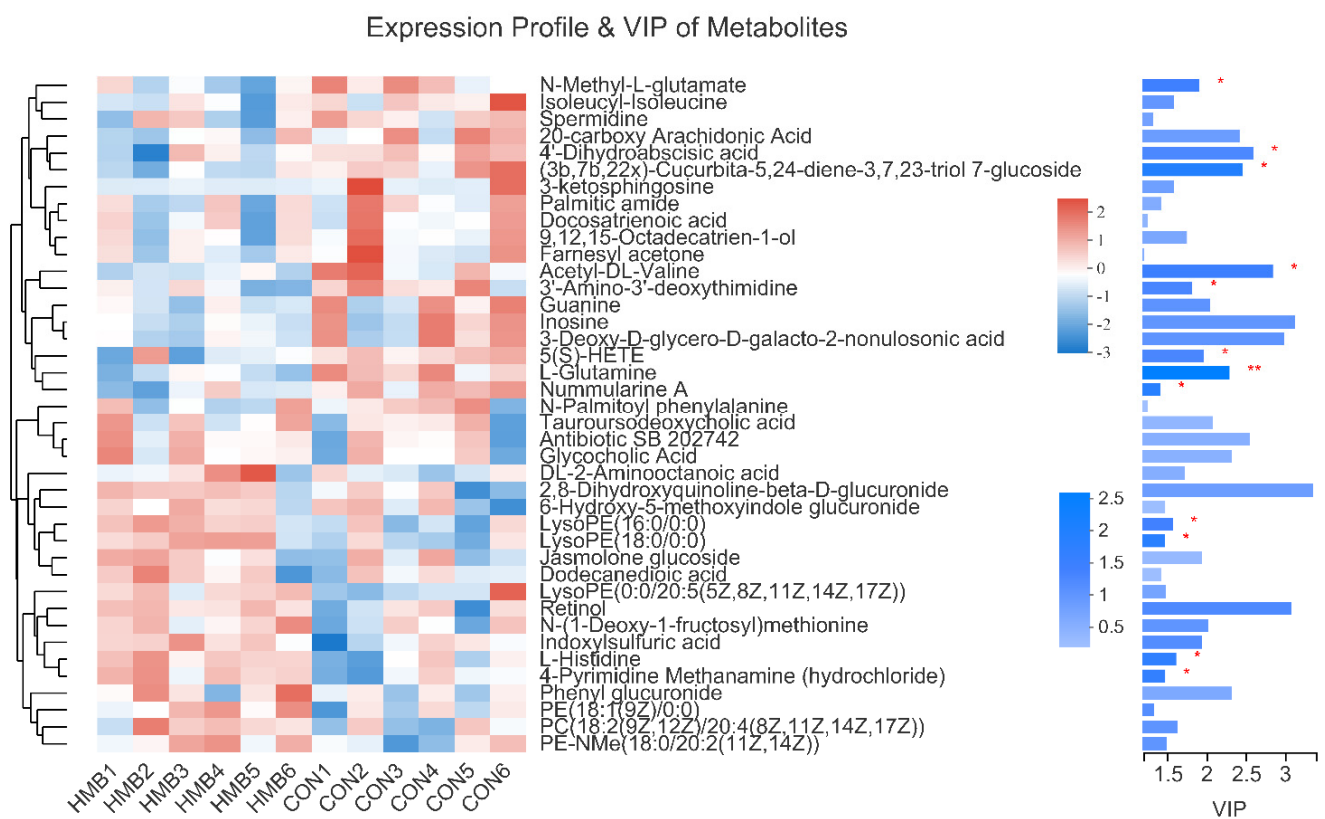 Expression Profile & VIP of Metabolites
N-Methyl-L-glutamate
*
Isoleucyl-Isoleucine
Spermidine
20-carboxy Arachidonic Acid
4'-Dihydroabscisic acid
*
(3b,7b,22x)-Cucurbita-5,24-diene-3,7,23-triol 7-glucoside
*
3-ketosphingosine
Palmitic amide
Docosatrienoic acid
9,12,15-Octadecatrien-1-ol
Farnesyl acetone
Acetyl-DL-Valine
*
3'-Amino-3'-deoxythimidine
*
Guanine
Inosine
3-Deoxy-D-glycero-D-galacto-2-nonulosonic acid
5(S)-HETE
*
L-Glutamine
**
Nummularine A
*
N-Palmitoyl phenylalanine
Tauroursodeoxycholic acid
Antibiotic SB 202742
Glycocholic Acid
DL-2-Aminooctanoic acid
2,8-Dihydroxyquinoline-beta-D-glucuronide
6-Hydroxy-5-methoxyindole glucuronide
LysoPE(16:0/0:0)
*
LysoPE(18:0/0:0)
*
Jasmolone glucoside
Dodecanedioic acid
LysoPE(0:0/20:5(5Z,8Z,11Z,14Z,17Z))
Retinol
N-(1-Deoxy-1-fructosyl)methionine
Indoxylsulfuric acid
L-Histidine
*
4-Pyrimidine Methanamine (hydrochloride)
*
Phenyl glucuronide
PE(18:1(9Z)/0:0)
PC(18:2(9Z,12Z)/20:4(8Z,11Z,14Z,17Z))
PE-NMe(18:0/20:2(11Z,14Z))
2
1
0
-1
-2
-3
2.5
2
1.5
1
0.5
HMB1
HMB2
HMB3
HMB4
HMB5
HMB6
CON1
CON2
CON3
CON4
CON5
CON6
1.5 2 2.5 3
VIP